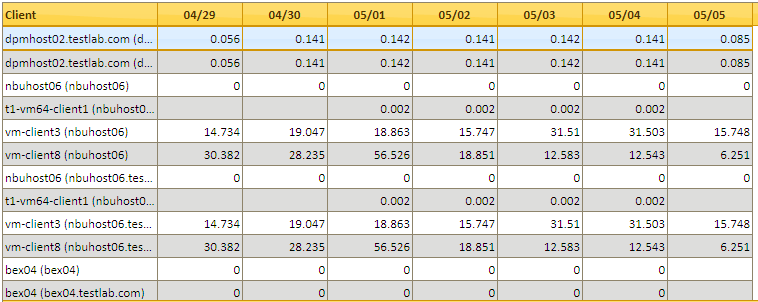 Client 04/29 04/30 05/01 05/02 05/03 05/04 05/05
dpmhost02.testlab.com (d... 0.056 0.141 0.142 0.141 0.142 0.141 0.085
dpmhost02.testlab.com (d... 0.056 0.141 0.142 0.141 0.142 0.141 0.085
nbuhost06 (nbuhost06) 0 0 0 0 0 0 0
t1-vm64-client1 (nbuhost0... 0.002 0.002 0.002 0.002
vm-client3 (nbuhost06) 14.734 19.047 18.863 15.747 31.51 31.503 15.748
vm-client8 (nbuhost06) 30.382 28.235 56.526 18.851 12.583 12.543 6.251
nbuhost06 (nbuhost06.tes... 0 0 0 0 0 0 0
t1-vm64-client1 (nbuhost0... 0.002 0.002 0.002 0.002
vm-client3 (nbuhost06.tes... 14.734 19.047 18.863 15.747 31.51 31.503 15.748
vm-client8 (nbuhost06.tes... 30.382 28.235 56.526 18.851 12.583 12.543 6.251
bex04 (bex04) 0 0 0 0 0 0
bex04 (bex04.testlab.com) 0 0 0 0 0 0